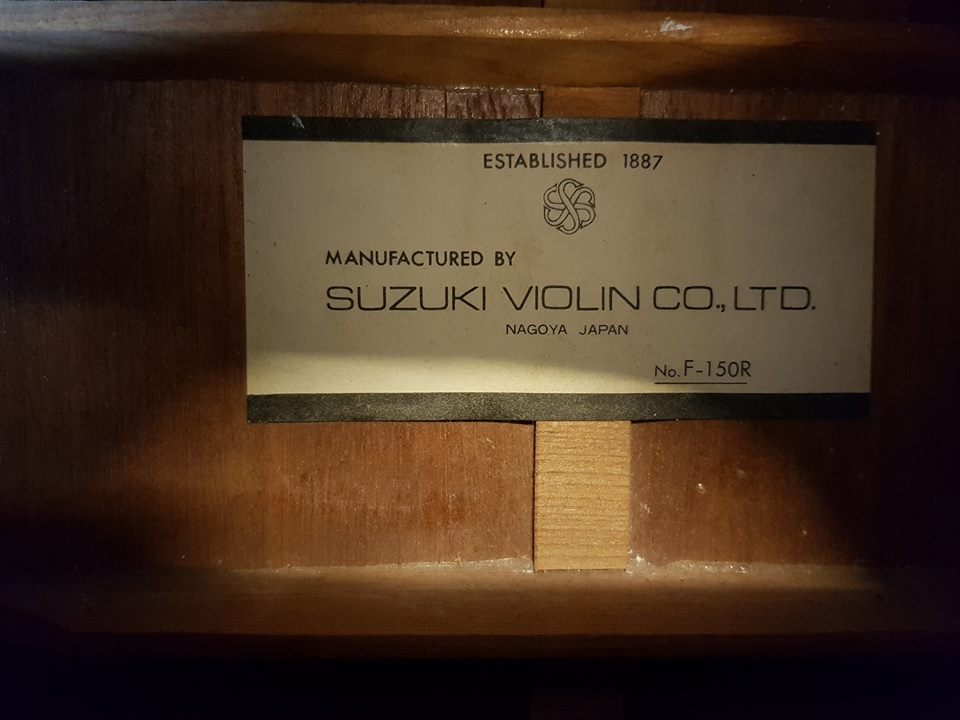 ESTABLISHED 1887
MANUFACTURED BY
SUZUKI VIOLIN CO., LTD.
NAGOYA JAPAN
No. F-150R